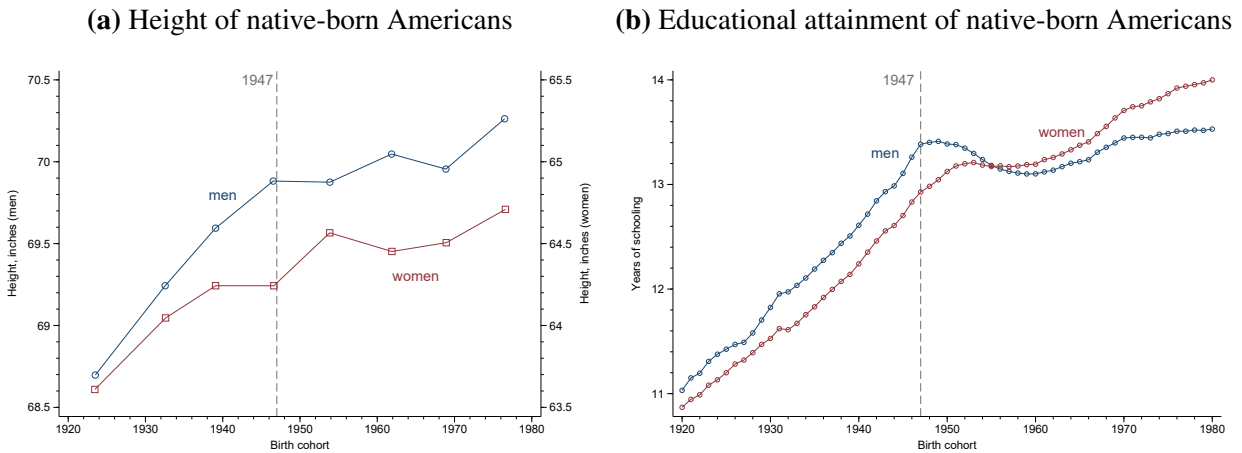 (a) Height of native-born Americans
70.5
70
69.5
69
68.5
Height, inches (men)
1947
men
women
65.5
65
64.5
64
63.5
Height, inches (women)
1920 1930 1940 1950 1960 1970 1980
Birth cohort
(b) Educational attainment of native-born Americans
14
13
12
11
Years of schooling
1947
men
women
1920 1930 1940 1950 1960 1970 1980
Birth cohort